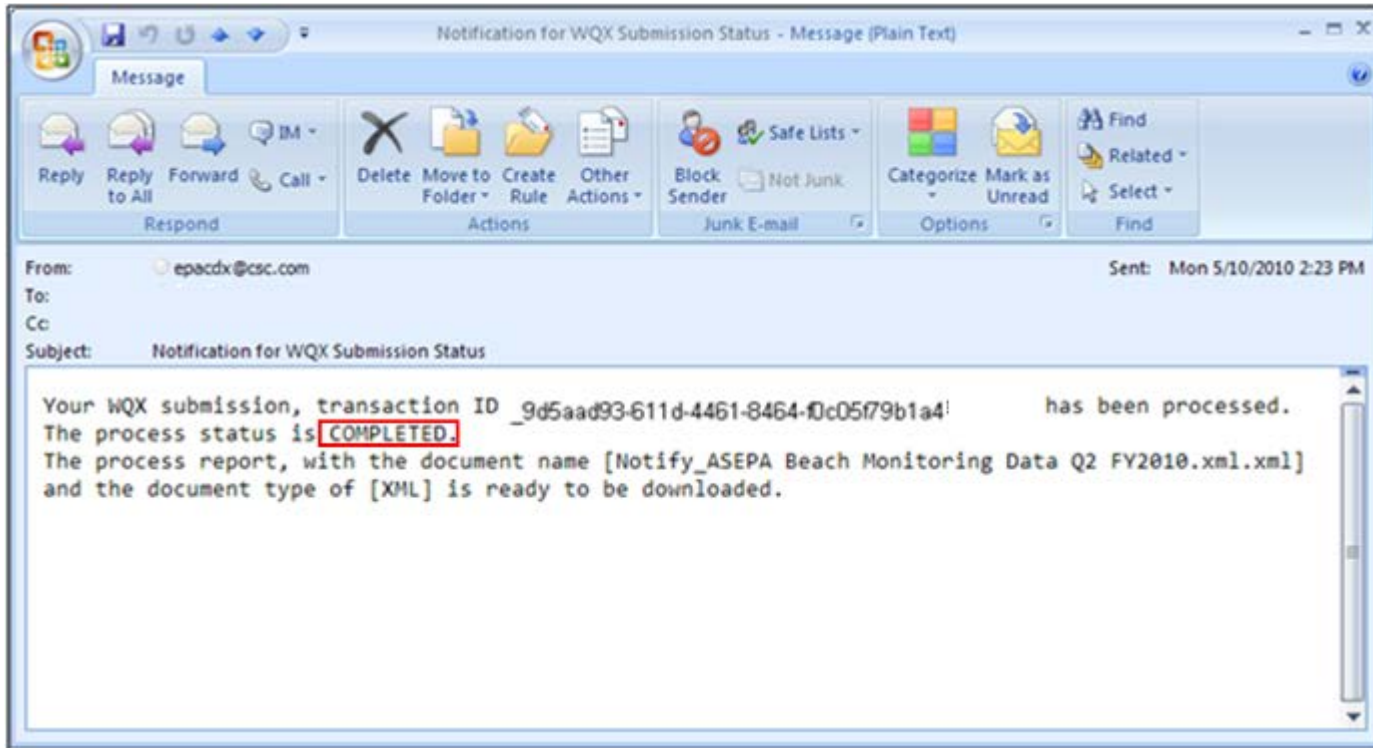 Notification for WQX Submission Status - Message (Plain Text)
Message
Reply
Reply to All
Forward
IM
Call
Respond
Delete
Move to Folder
Create Rule
Other Actions
Actions
Block Sender
Safe Lists
Not Junk
Junk E-mail
Categorize
Mark as Unread
Options
Find
Related
Select
Find
From: epacdx@csc.com
Sent: Mon 5/10/2010 2:23 PM
To:
Cc:
Subject: Notification for WQX Submission Status
Your WQX submission, transaction ID _9d5aad93-611d-4461-8464-f0c05f79b1a4 has been processed.
The process status is COMPLETED.
The process report, with the document name [Notify_ASEPA Beach Monitoring Data Q2 FY2010.xml.xml]
and the document type of [XML] is ready to be downloaded.